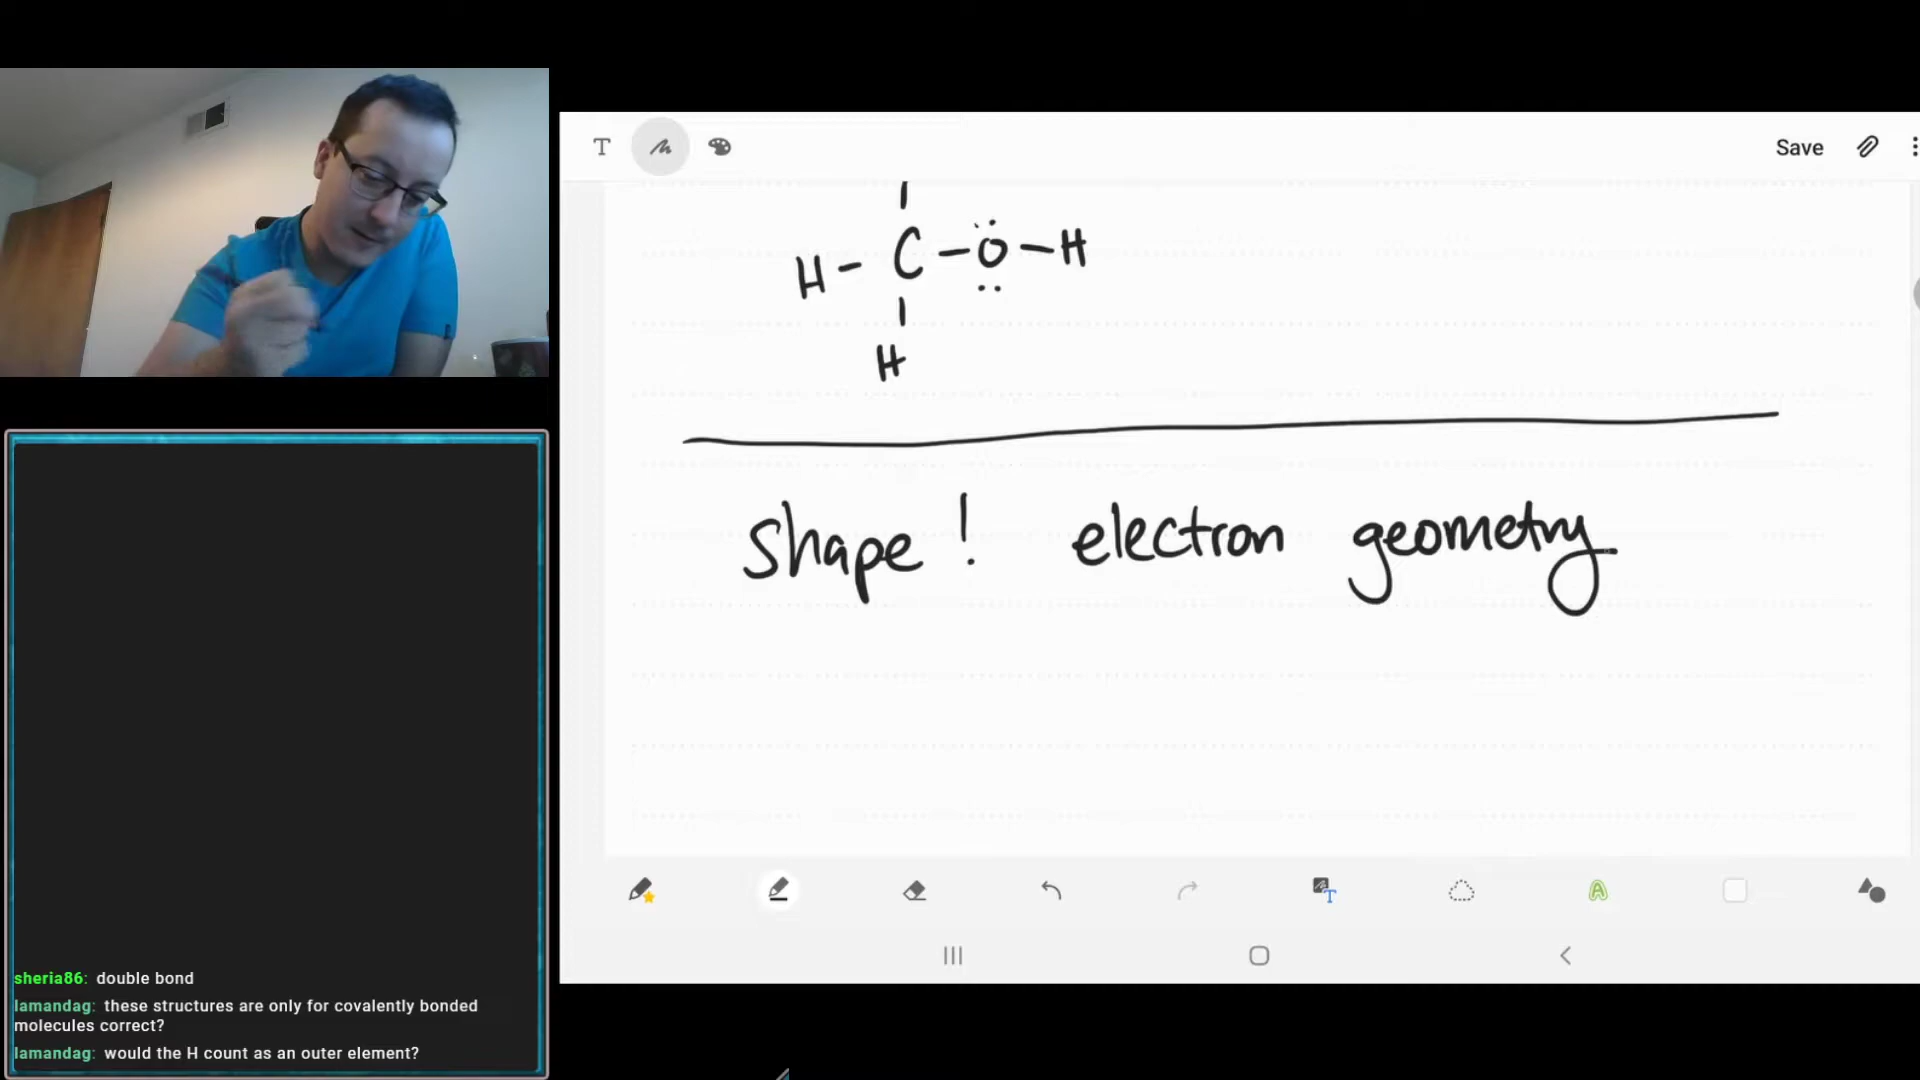 T
Save
C - O - H
H -
H
shape! electron geometry
T
A
sheria86: double bond
lamandag: these structures are only for covalently bonded
molecules correct?
lamandag: would the H count as an outer element?